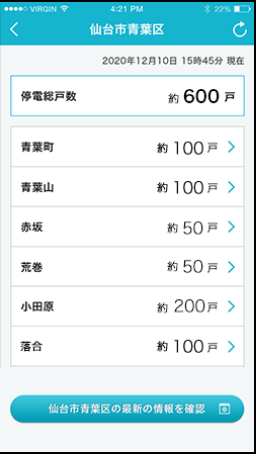 VIRGIN 4:21 PM 22%
仙台市青葉区
2020年12月10日 15時45分 現在
停電総戸数 約 600 戸
青葉町 約 100 戸
青葉山 約 100 戸
赤坂 約 50 戸
荒巻 約 50 戸
小田原 約 200 戸
落合 約 100 戸
仙台市青葉区の最新の情報を確認